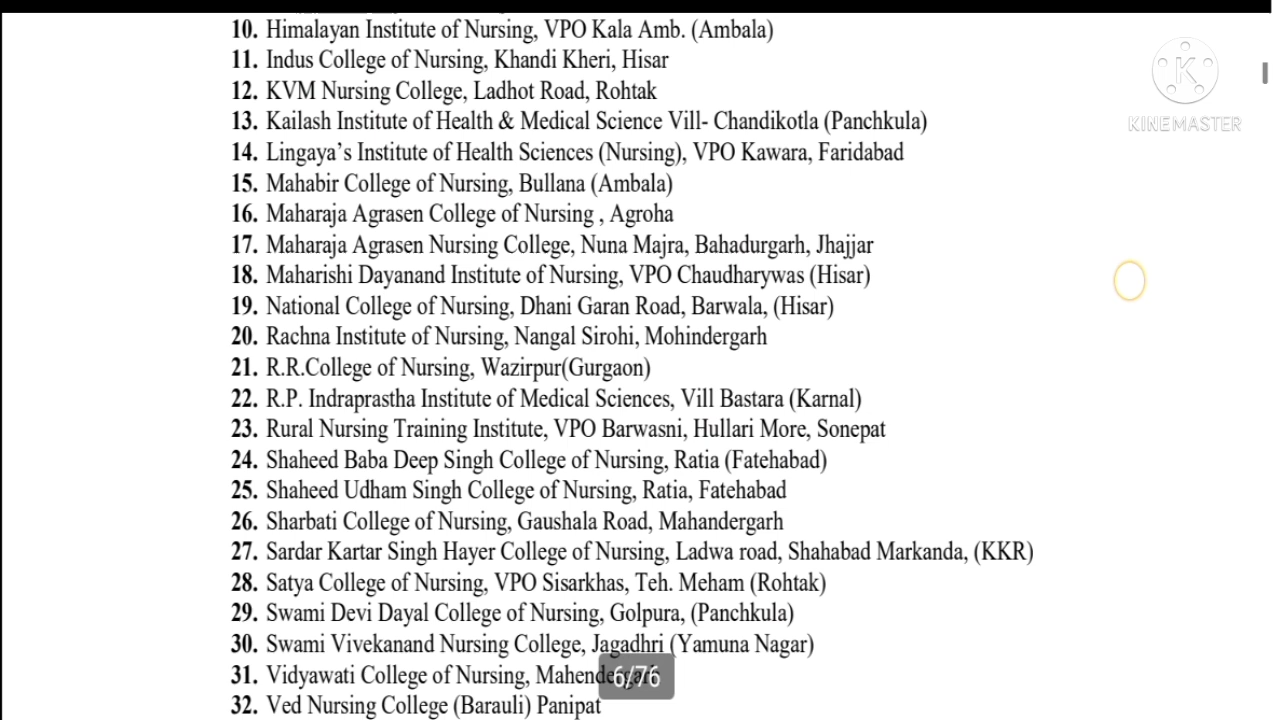 10. Himalayan Institute of Nursing, VPO Kala Amb. (Ambala)
11. Indus College of Nursing, Khandi Kheri, Hisar
12. KVM Nursing College, Ladhot Road, Rohtak
13. Kailash Institute of Health & Medical Science Vill- Chandikotla (Panchkula)
14. Lingaya’s Institute of Health Sciences (Nursing), VPO Kawara, Faridabad
15. Mahabir College of Nursing, Bullana (Ambala)
16. Maharaja Agrasen College of Nursing , Agroha
17. Maharaja Agrasen Nursing College, Nuna Majra, Bahadurgarh, Jhajjar
18. Maharishi Dayanand Institute of Nursing, VPO Chaudharywas (Hisar)
19. National College of Nursing, Dhani Garan Road, Barwala, (Hisar)
20. Rachna Institute of Nursing, Nangal Sirohi, Mohindergarh
21. R.R.College of Nursing, Wazirpur(Gurgaon)
22. R.P. Indraprastha Institute of Medical Sciences, Vill Bastara (Karnal)
23. Rural Nursing Training Institute, VPO Barwasni, Hullari More, Sonepat
24. Shaheed Baba Deep Singh College of Nursing, Ratia (Fatehabad)
25. Shaheed Udham Singh College of Nursing, Ratia, Fatehabad
26. Sharbati College of Nursing, Gaushala Road, Mahandergarh
27. Sardar Kartar Singh Hayer College of Nursing, Ladwa road, Shahabad Markanda, (KKR)
28. Satya College of Nursing, VPO Sisarkhas, Teh. Meham (Rohtak)
29. Swami Devi Dayal College of Nursing, Golpura, (Panchkula)
30. Swami Vivekanand Nursing College, Jagadhri (Yamuna Nagar)
31. Vidyawati College of Nursing,
32. Ved Nursing College (Barauli) Panipat
6/76
K
KINEMASTER